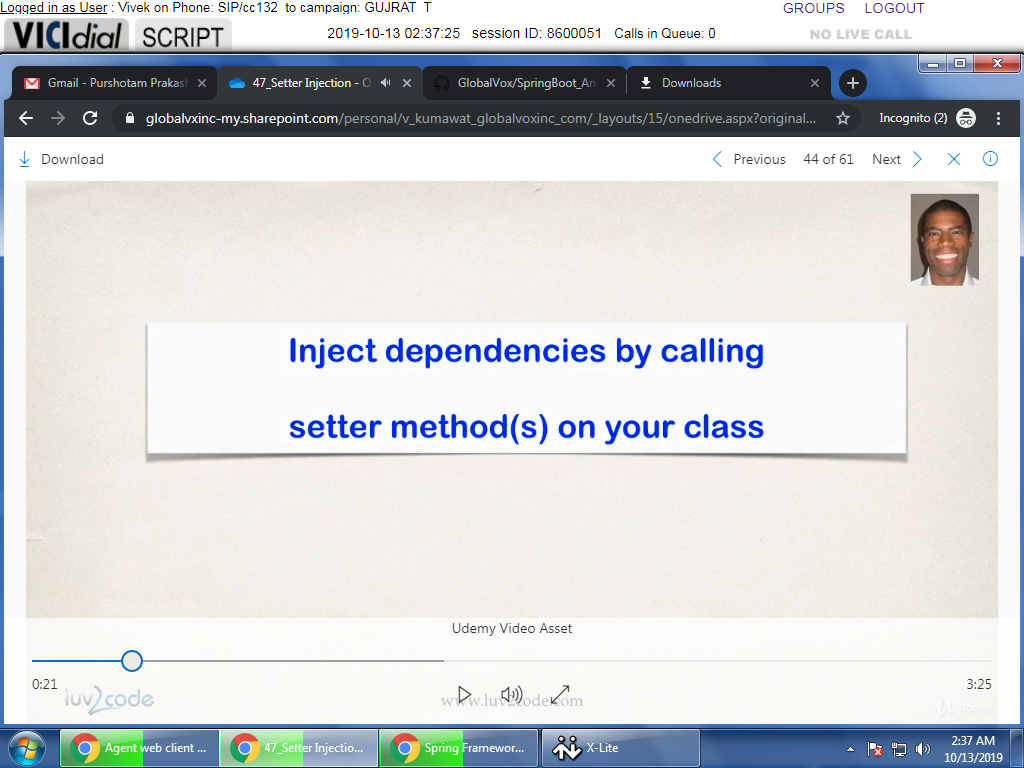 Logged in as User : Vivek on Phone: SIP/cc132 to campaign: GUJRAT T
GROUPS LOGOUT
VICIdial SCRIPT
2019-10-13 02:37:25 session ID: 8600051 Calls in Queue: 0
NO LIVE CALL
Gmail - Purshotam Prakash
47_Setter Injection - O
GlobalVox/SpringBoot_An
Downloads
globalvxinc-my.sharepoint.com/personal/v_kumawat_globalvoxinc_com/_layouts/15/onedrive.aspx?original...
Incognito (2)
Download
Previous 44 of 61 Next
Inject dependencies by calling
setter method(s) on your class
Udemy Video Asset
0:21
3:25
luv2code
www.luv2code.com
Udemy
Agent web client ...
47_Setter Injectio...
Spring Framewor...
X-Lite
2:37 AM
10/13/2019